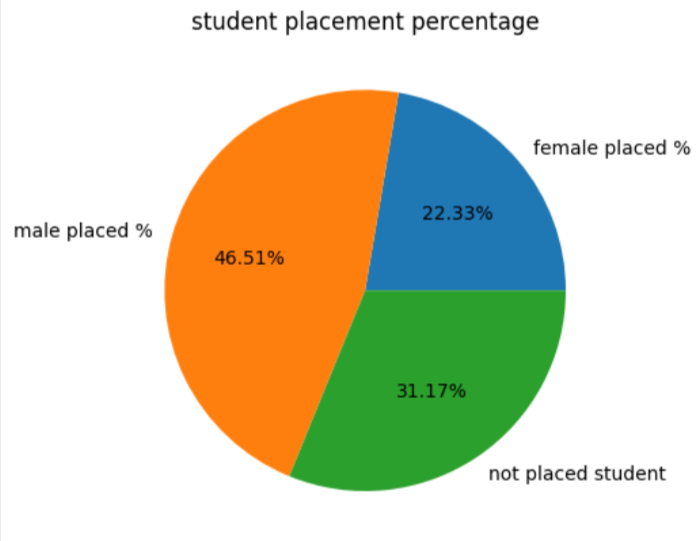 student placement percentage
female placed %
22.33%
male placed %
46.51%
31.17%
not placed student